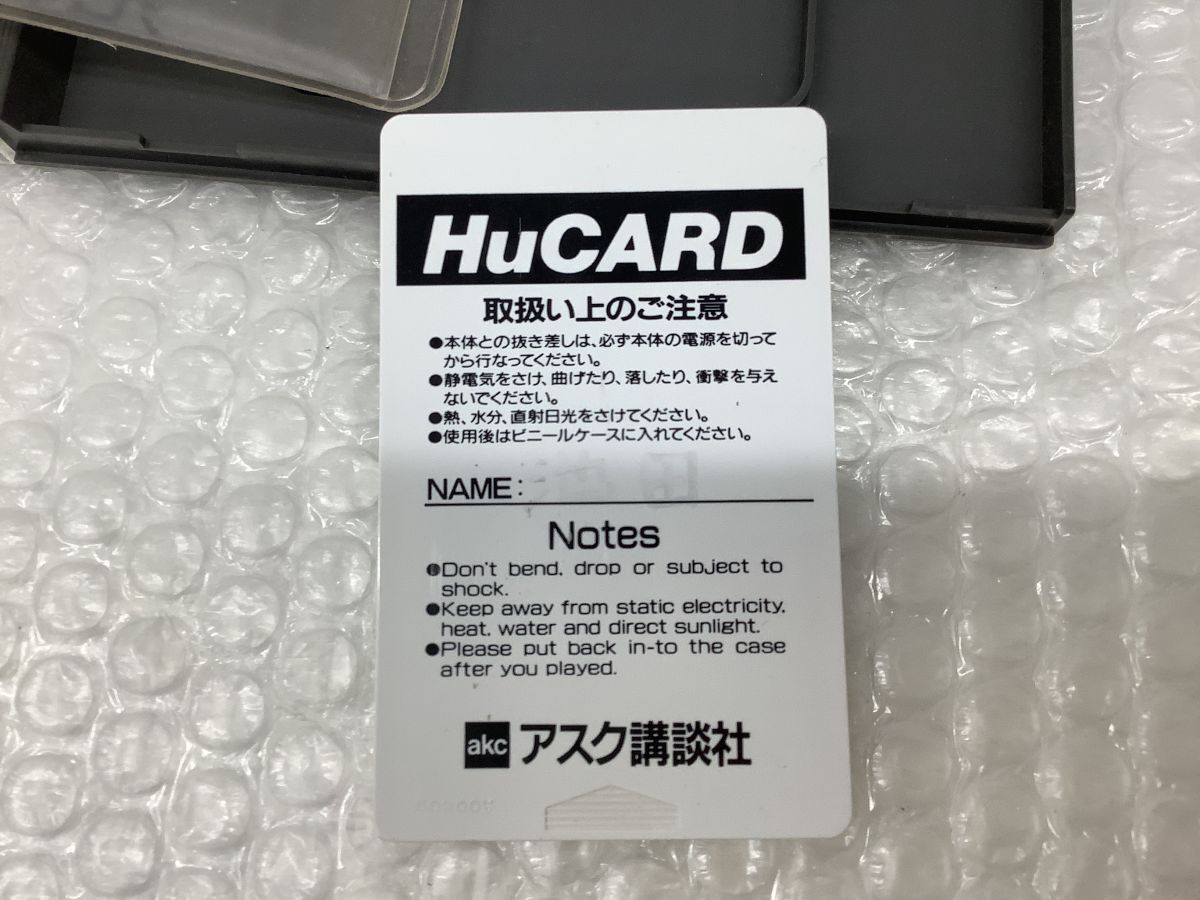 HuCARD
取扱い上のご注意
●本体との抜き差しは、必ず本体の電源を切って
から行なってください。
●静電気をさけ、曲げたり、落したり、衝撃を与え
ないでください。
●熱、水分、直射日光をさけてください。
●使用後はビニールケースに入れてください。
NAME:
Notes
●Don't bend, drop or subject to
shock.
●Keep away from static electricity,
heat, water and direct sunlight.
●Please put back in-to the case
after you played.
akc アスク講談社